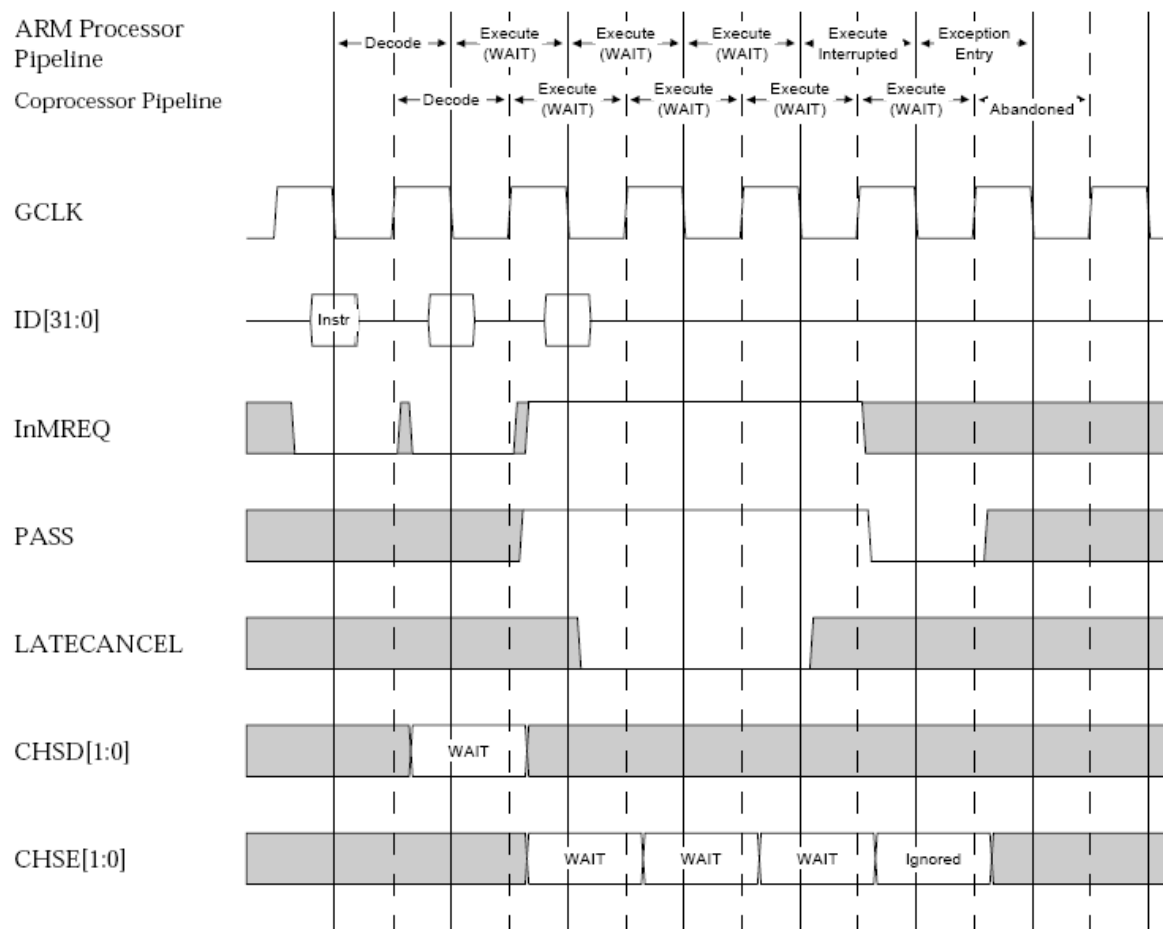 ARM Processor
Pipeline
Decode Execute (WAIT) Execute (WAIT) Execute (WAIT) Execute Interrupted Exception Entry
Coprocessor Pipeline
Decode Execute (WAIT) Execute (WAIT) Execute (WAIT) Execute (WAIT) Abandoned
GCLK
ID[31:0]
Instr
InMREQ
PASS
LATECANCEL
CHSD[1:0]
WAIT
CHSE[1:0]
WAIT WAIT WAIT Ignored